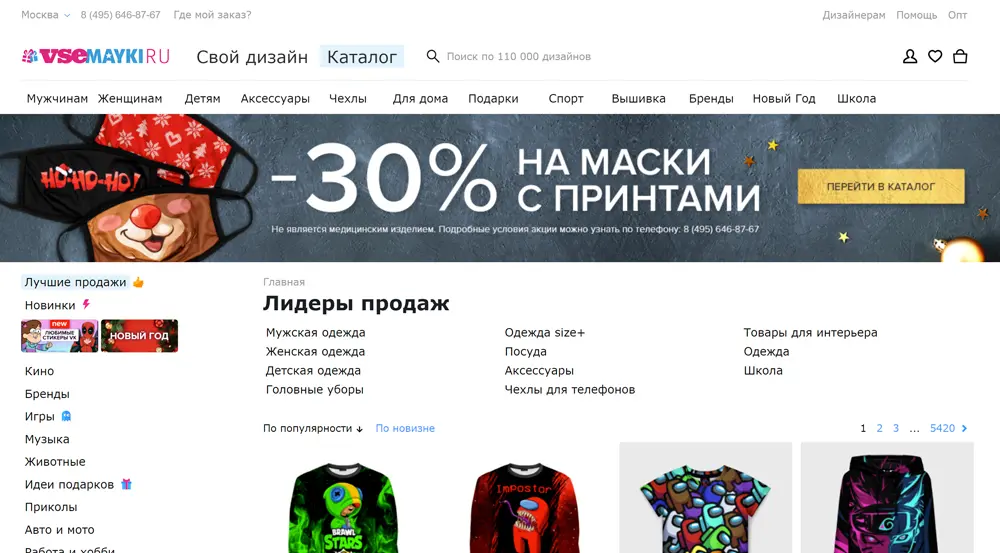 Москва 8 (495) 646-87-67 Где мой заказ? Дизайнерам Помощь Опт
VSEMAYKI.RU Свой дизайн Каталог Поиск по 110 000 дизайнов
Мужчинам Женщинам Детям Аксессуары Чехлы Для дома Подарки Спорт Вышивка Бренды Новый Год Школа
HO-HO-HO!
-30% НА МАСКИ
С ПРИНТАМИ
ПЕРЕЙТИ В КАТАЛОГ
Не является медицинским изделием. Подробные условия акции можно узнать по телефону: 8 (495) 646-87-67
Лучшие продажи
Новинки
new
ЛЮБИМЫЕ
СТИКЕРЫ VK
НОВЫЙ ГОД
Кино
Бренды
Игры
Музыка
Животные
Идеи подарков
Приколы
Авто и мото
Работа и хобби
Главная
Лидеры продаж
Мужская одежда Одежда size+ Товары для интерьера
Женская одежда Посуда Одежда
Детская одежда Аксессуары Школа
Головные уборы Чехлы для телефонов
По популярности По новизне 1 2 3 ... 5420
BRAWL
STARS
Impostor